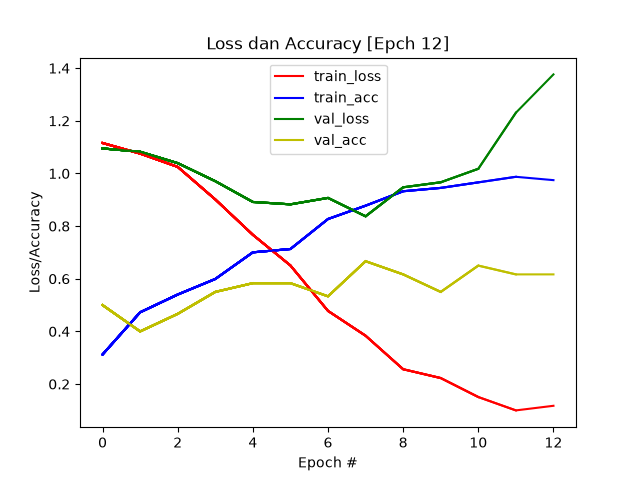 Loss dan Accuracy [Epch 12]
train_loss
train_acc
val_loss
val_acc
Loss/Accuracy
1.4
1.2
1.0
0.8
0.6
0.4
0.2
0 2 4 6 8 10 12
Epoch #